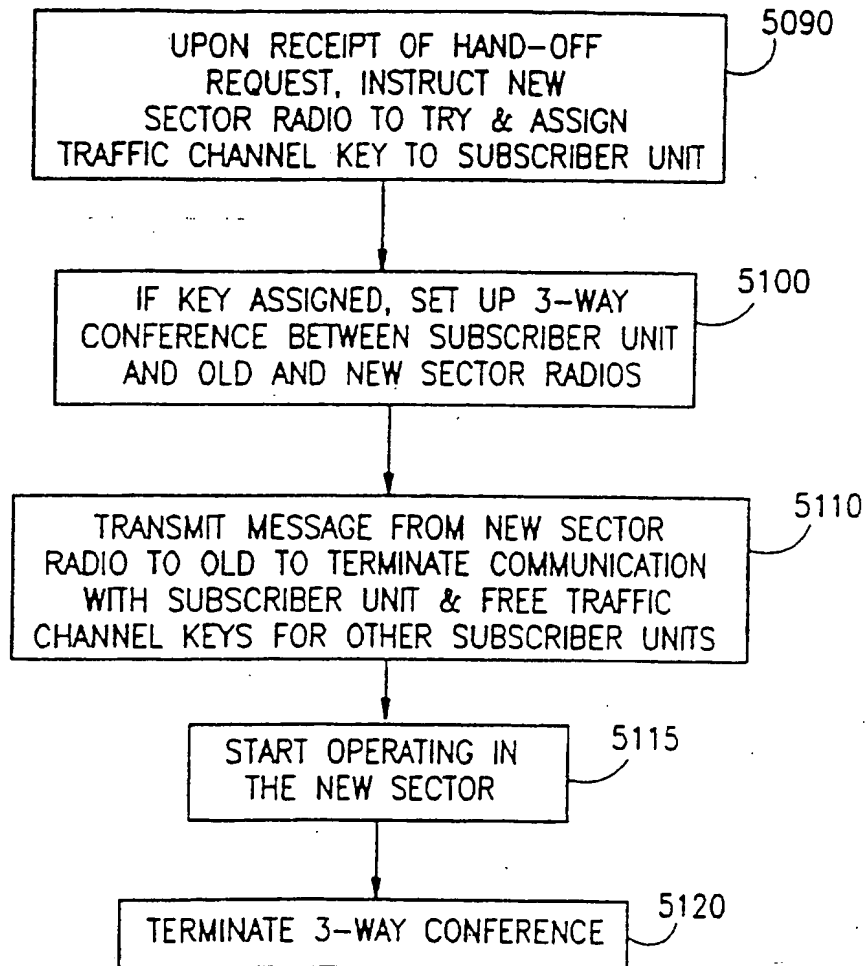 5090
UPON RECEIPT OF HAND-OFF
REQUEST, INSTRUCT NEW
SECTOR RADIO TO TRY & ASSIGN
TRAFFIC CHANNEL KEY TO SUBSCRIBER UNIT
5100
IF KEY ASSIGNED, SET UP 3-WAY
CONFERENCE BETWEEN SUBSCRIBER UNIT
AND OLD AND NEW SECTOR RADIOS
5110
TRANSMIT MESSAGE FROM NEW SECTOR
RADIO TO OLD TO TERMINATE COMMUNICATION
WITH SUBSCRIBER UNIT & FREE TRAFFIC
CHANNEL KEYS FOR OTHER SUBSCRIBER UNITS
5115
START OPERATING IN
THE NEW SECTOR
5120
TERMINATE 3-WAY CONFERENCE